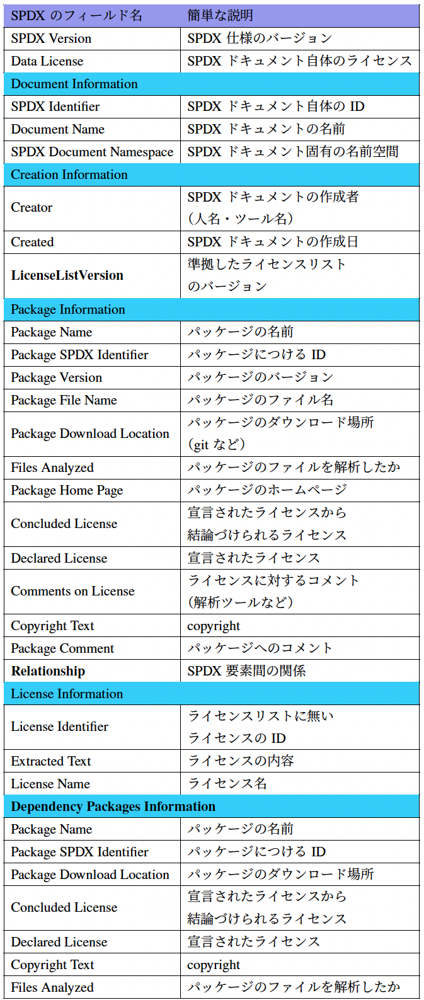 SPDX のフィールド名 簡単な説明
SPDX Version SPDX 仕様のバージョン
Data License SPDX ドキュメント自体のライセンス
Document Information
SPDX Identifier SPDX ドキュメント自体の ID
Document Name SPDX ドキュメントの名前
SPDX Document Namespace SPDX ドキュメント固有の名前空間
Creation Information
Creator SPDX ドキュメントの作成者
（人名・ツール名）
Created SPDX ドキュメントの作成日
LicenseListVersion 準拠したライセンスリスト
のバージョン
Package Information
Package Name パッケージの名前
Package SPDX Identifier パッケージにつける ID
Package Version パッケージのバージョン
Package File Name パッケージのファイル名
Package Download Location パッケージのダウンロード場所
（git など）
Files Analyzed パッケージのファイルを解析したか
Package Home Page パッケージのホームページ
Concluded License 宣言されたライセンスから
結論づけられるライセンス
Declared License 宣言されたライセンス
Comments on License ライセンスに対するコメント
（解析ツールなど）
Copyright Text copyright
Package Comment パッケージへのコメント
Relationship SPDX 要素間の関係
License Information
License Identifier ライセンスリストに無い
ライセンスの ID
Extracted Text ライセンスの内容
License Name ライセンス名
Dependency Packages Information
Package Name パッケージの名前
Package SPDX Identifier パッケージにつける ID
Package Download Location パッケージのダウンロード場所
Concluded License 宣言されたライセンスから
結論づけられるライセンス
Declared License 宣言されたライセンス
Copyright Text copyright
Files Analyzed パッケージのファイルを解析したか